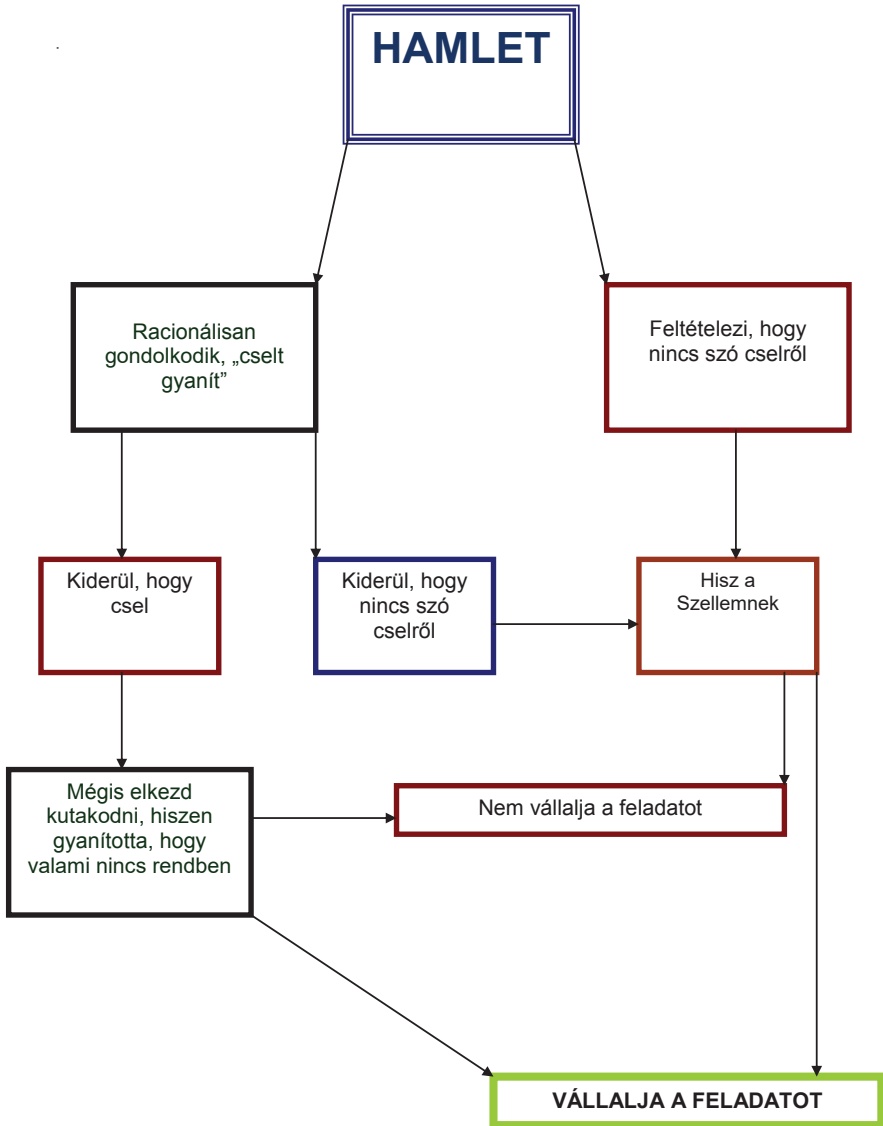 HAMLET
Racionálisan
gondolkodik, „cselt
gyanít”
Feltételezi, hogy
nincs szó cselről
Kiderül, hogy
csel
Kiderül, hogy
nincs szó
cselről
Hisz a
Szellemnek
Mégis elkezd
kutakodni, hiszen
gyanította, hogy
valami nincs rendben
Nem vállalja a feladatot
VÁLLALJA A FELADATOT